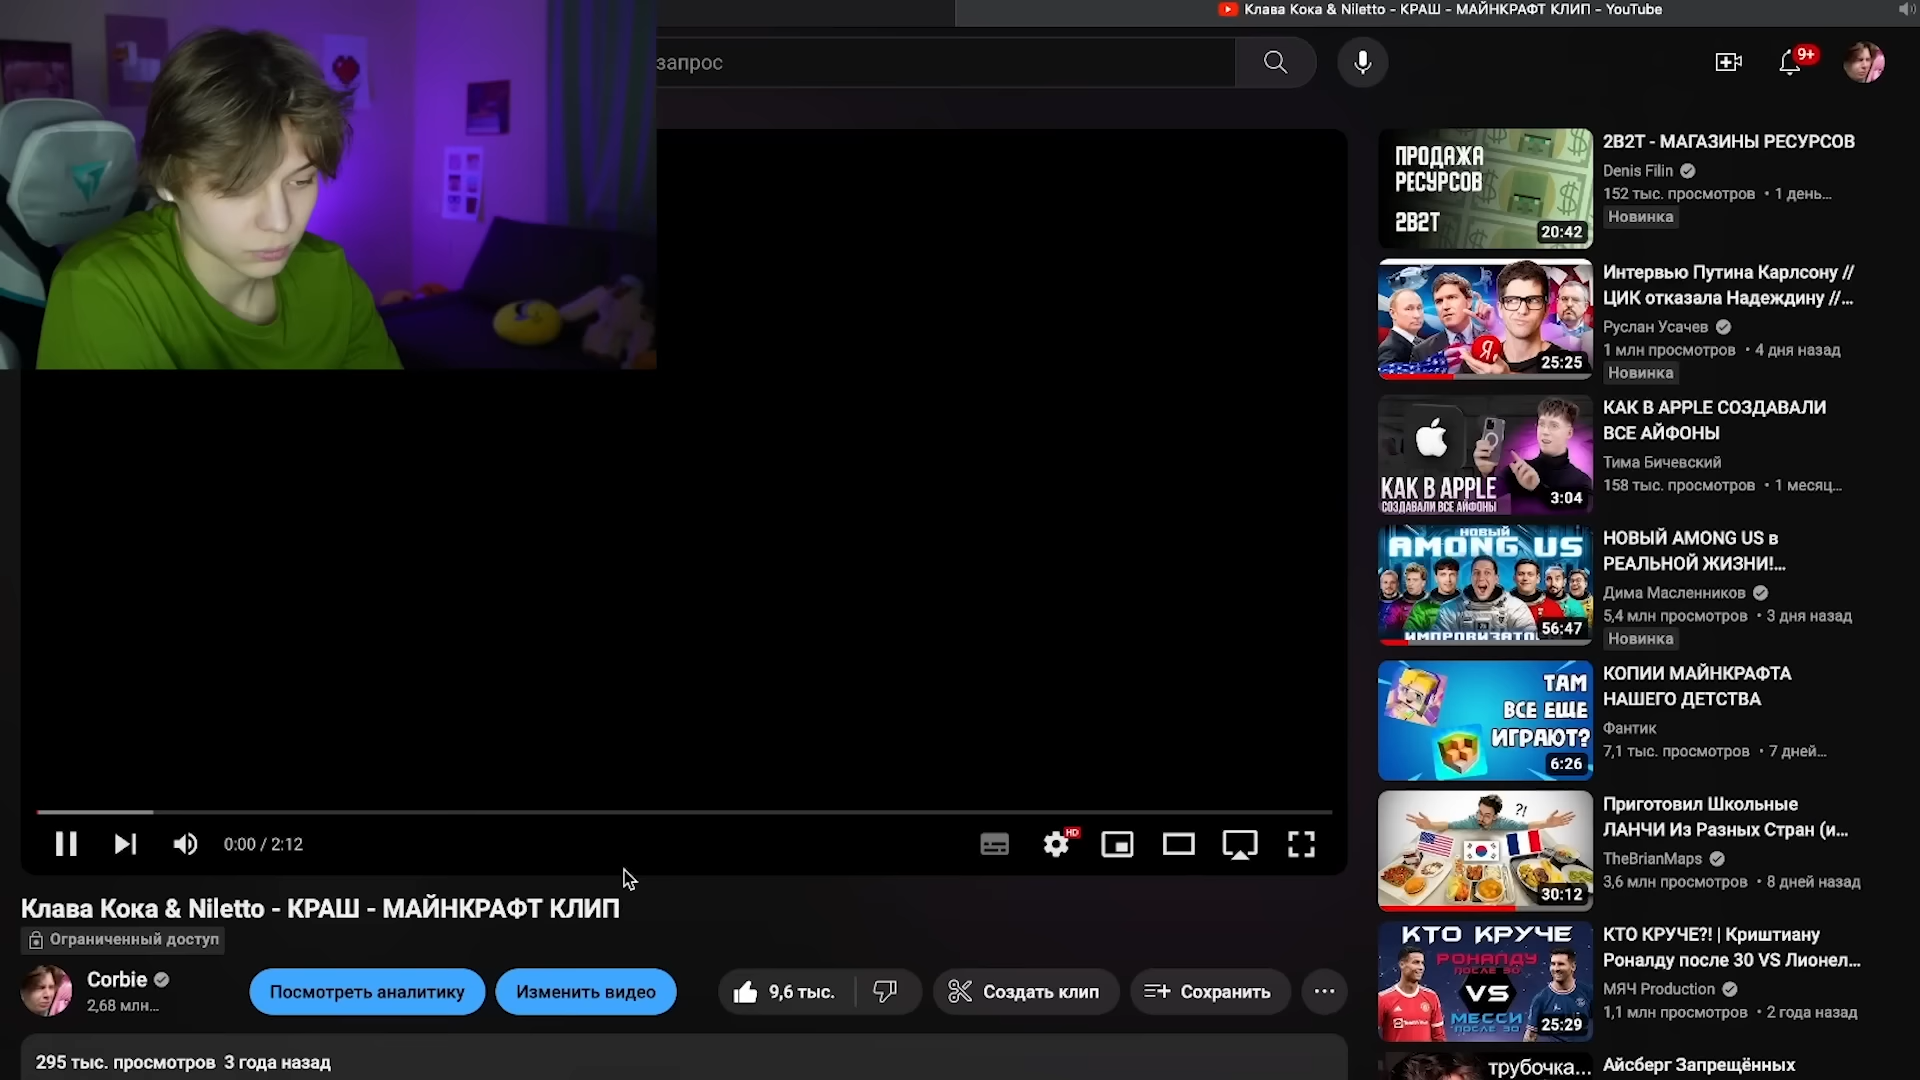 Клава Кока & Niletto - КРАШ - МАЙНКРАФТ КЛИП - YouTube
запрос
9+
ПРОДАЖА
РЕСУРСОВ
2B2T
20:42
2B2T - МАГАЗИНЫ РЕСУРСОВ
Denis Filin
152 тыс. просмотров • 1 день...
Новинка
Я
25:25
Интервью Путина Карлсону //
ЦИК отказала Надеждину //...
Руслан Усачев
1 млн просмотров • 4 дня назад
Новинка
КАК В APPLE
СОЗДАВАЛИ ВСЕ АЙФОНЫ
3:04
КАК В APPLE СОЗДАВАЛИ
ВСЕ АЙФОНЫ
Тима Бичевский
158 тыс. просмотров • 1 месяц...
НОВЫЙ
AMONG US
56:47
НОВЫЙ AMONG US в
РЕАЛЬНОЙ ЖИЗНИ!...
Дима Масленников
5,4 млн просмотров • 3 дня назад
Новинка
ТАМ
ВСЕ ЕЩЕ
ИГРАЮТ?
6:26
КОПИИ МАЙНКРАФТА
НАШЕГО ДЕТСТВА
Фантик
7,1 тыс. просмотров • 7 дней...
?!
30:12
Приготовил Школьные
ЛАНЧИ Из Разных Стран (и...
TheBrianMaps
3,6 млн просмотров • 8 дней назад
КТО КРУЧЕ
РОНАЛДУ
ПОСЛЕ 30
VS
МЕССИ
ПОСЛЕ 30
25:29
КТО КРУЧЕ?! | Криштиану
Роналду после 30 VS Лионел...
МЯЧ Production
1,1 млн просмотров • 2 года назад
трубочка...
Айсберг Запрещённых
0:00 / 2:12
HD
Клава Кока & Niletto - КРАШ - МАЙНКРАФТ КЛИП
Ограниченный доступ
Corbie
2,68 млн...
Посмотреть аналитику
Изменить видео
9,6 тыс.
Создать клип
Сохранить
295 тыс. просмотров 3 года назад